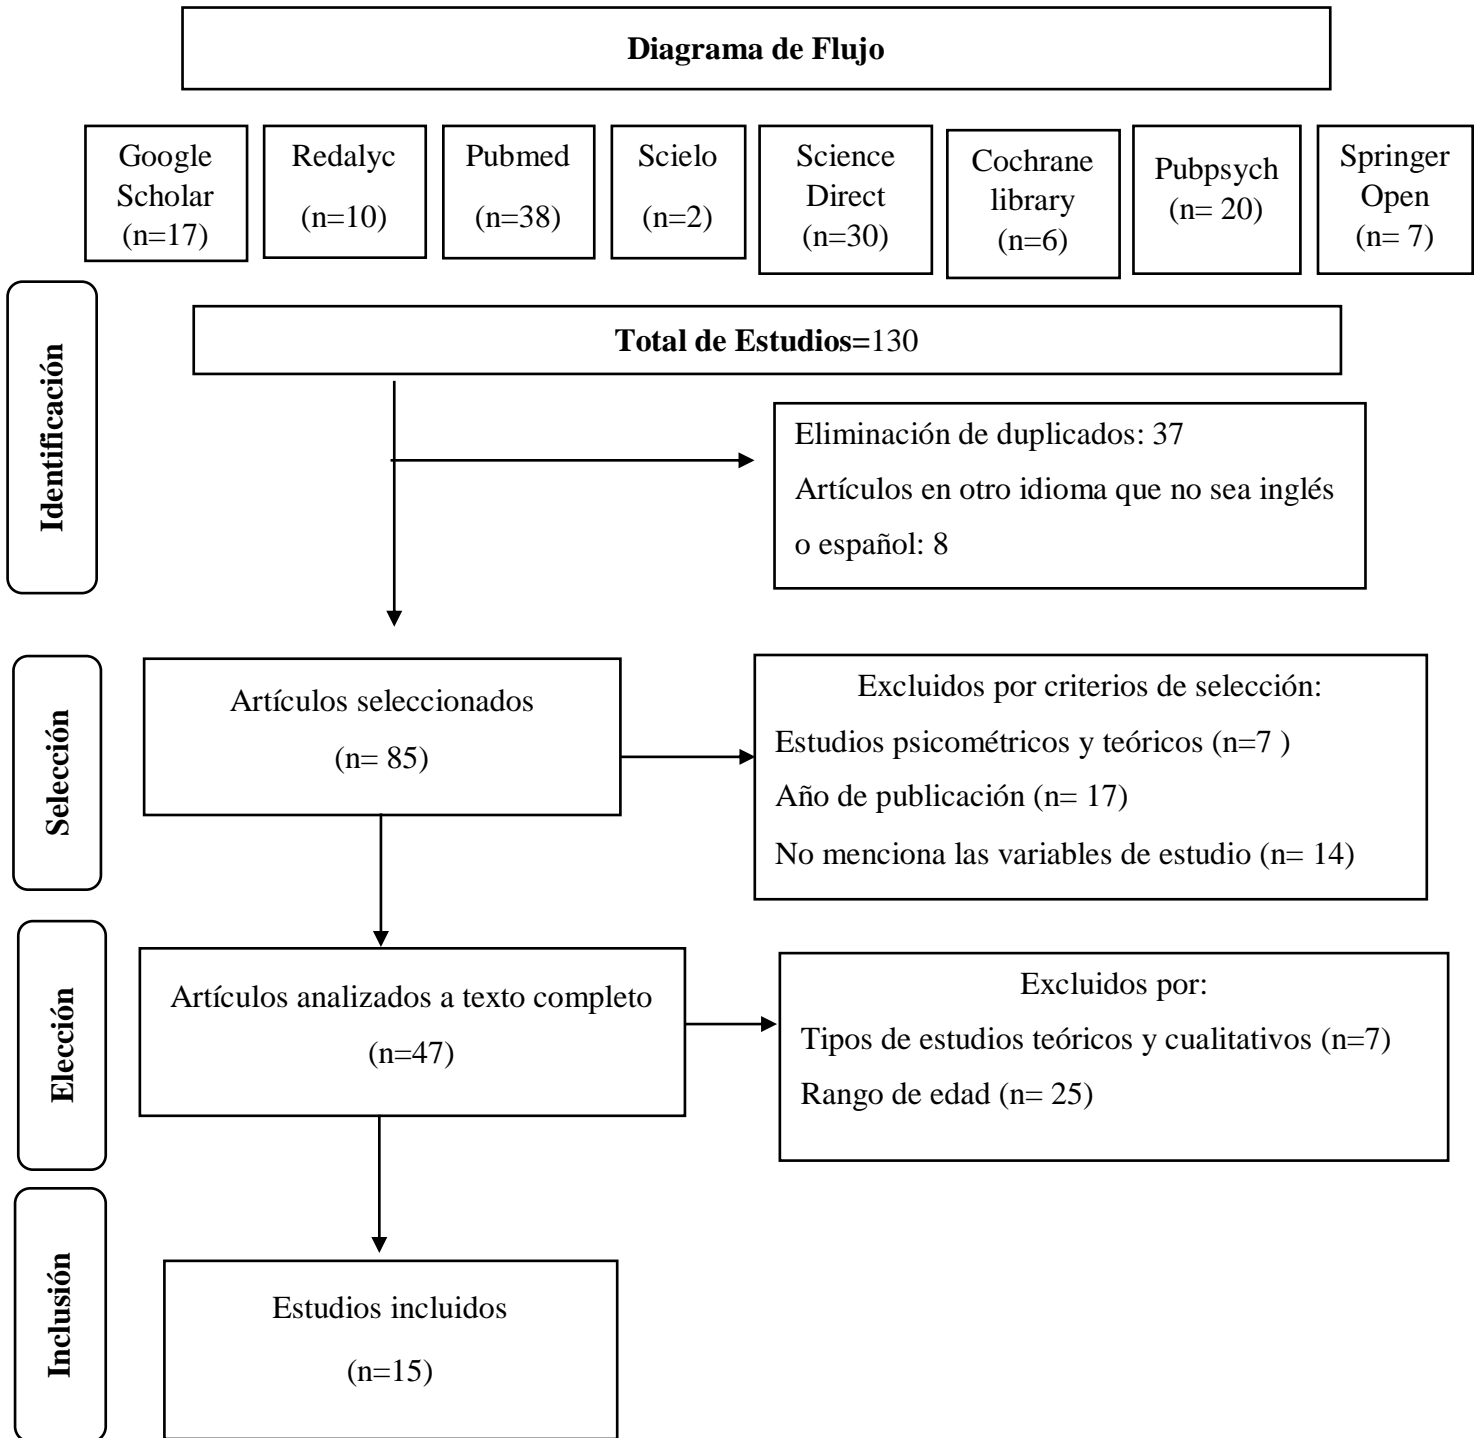 Diagrama de Flujo
Google
Scholar
(n=17)
Redalyc
(n=10)
Pubmed
(n=38)
Scielo
(n=2)
Science
Direct
(n=30)
Cochrane
library
(n=6)
Pubpsych
(n= 20)
Springer
Open
(n= 7)
Identificación
Total de Estudios=130
Eliminación de duplicados: 37
Artículos en otro idioma que no sea inglés
o español: 8
Selección
Artículos seleccionados
(n= 85)
Excluidos por criterios de selección:
Estudios psicométricos y teóricos (n=7 )
Año de publicación (n= 17)
No menciona las variables de estudio (n= 14)
Elección
Artículos analizados a texto completo
(n=47)
Excluidos por:
Tipos de estudios teóricos y cualitativos (n=7)
Rango de edad (n= 25)
Inclusión
Estudios incluidos
(n=15)